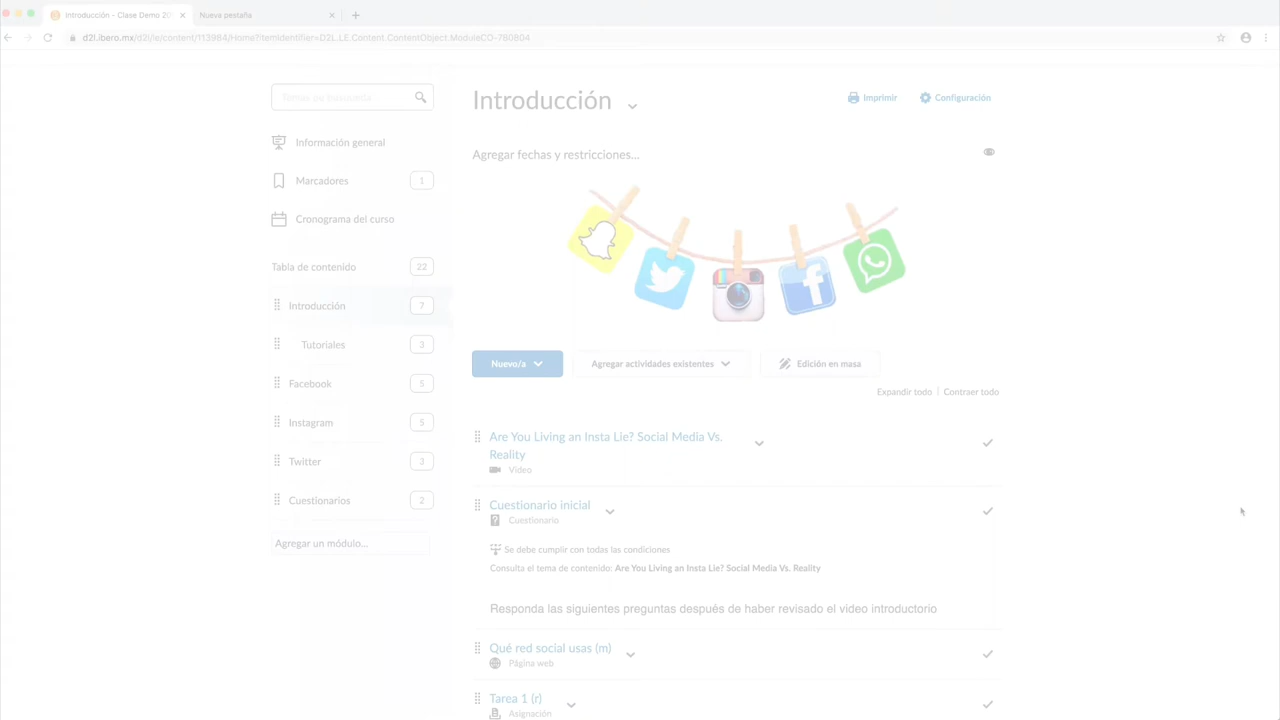 Introducción - Clase Demo 20
Nueva pestaña
d2l.ibero.mx/d2l/le/content/113984/Home?itemIdentifier=D2L.LE.Content.ContentObject.ModuleCO-780804
Temas de búsqueda
Información general
Marcadores 1
Cronograma del curso
Tabla de contenido 22
Introducción 7
Tutoriales 3
Facebook 5
Instagram 5
Twitter 3
Cuestionarios 2
Agregar un módulo...
Introducción
Imprimir
Configuración
Agregar fechas y restricciones...
Nuevo/a
Agregar actividades existentes
Edición en masa
Expandir todo | Contraer todo
Are You Living an Insta Lie? Social Media Vs.
Reality
Video
Cuestionario inicial
Cuestionario
Se debe cumplir con todas las condiciones
Consulta el tema de contenido: Are You Living an Insta Lie? Social Media Vs. Reality
Responda las siguientes preguntas después de haber revisado el video introductorio
Qué red social usas (m)
Página web
Tarea 1 (r)
Asignación